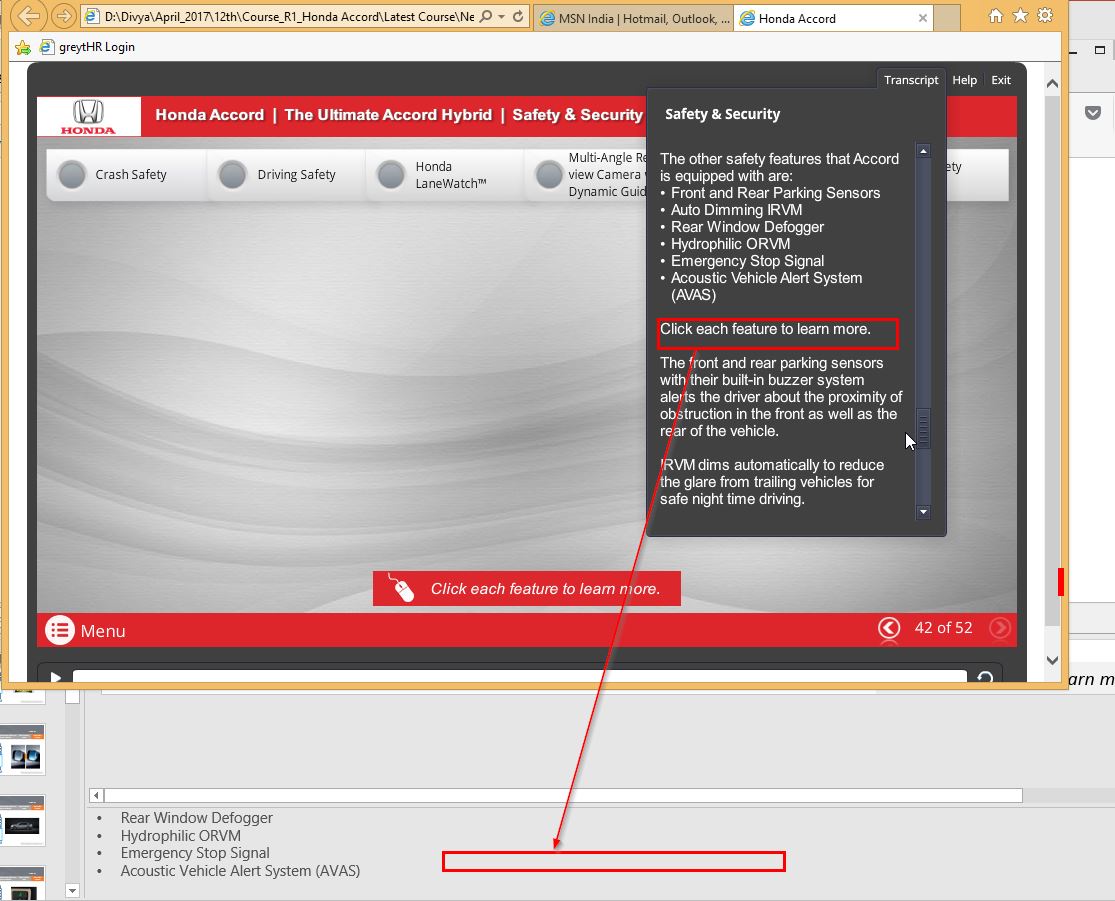 D:\Divya\April_2017\12th\Course_R1_Honda Accord\Latest Course\Ne
MSN India | Hotmail, Outlook, ...
Honda Accord
greytHR Login
Transcript Help Exit
HONDA
Honda Accord | The Ultimate Accord Hybrid | Safety & Security
Safety & Security
Crash Safety
Driving Safety
Honda
LaneWatch™
Multi-Angle Re
view Camera
Dynamic Guid
ety
The other safety features that Accord
is equipped with are:
• Front and Rear Parking Sensors
• Auto Dimming IRVM
• Rear Window Defogger
• Hydrophilic ORVM
• Emergency Stop Signal
• Acoustic Vehicle Alert System
(AVAS)
Click each feature to learn more.
The front and rear parking sensors
with their built-in buzzer system
alerts the driver about the proximity of
obstruction in the front as well as the
rear of the vehicle.
IRVM dims automatically to reduce
the glare from trailing vehicles for
safe night time driving.
Click each feature to learn more.
Menu
42 of 52
arn m
• Rear Window Defogger
• Hydrophilic ORVM
• Emergency Stop Signal
• Acoustic Vehicle Alert System (AVAS)